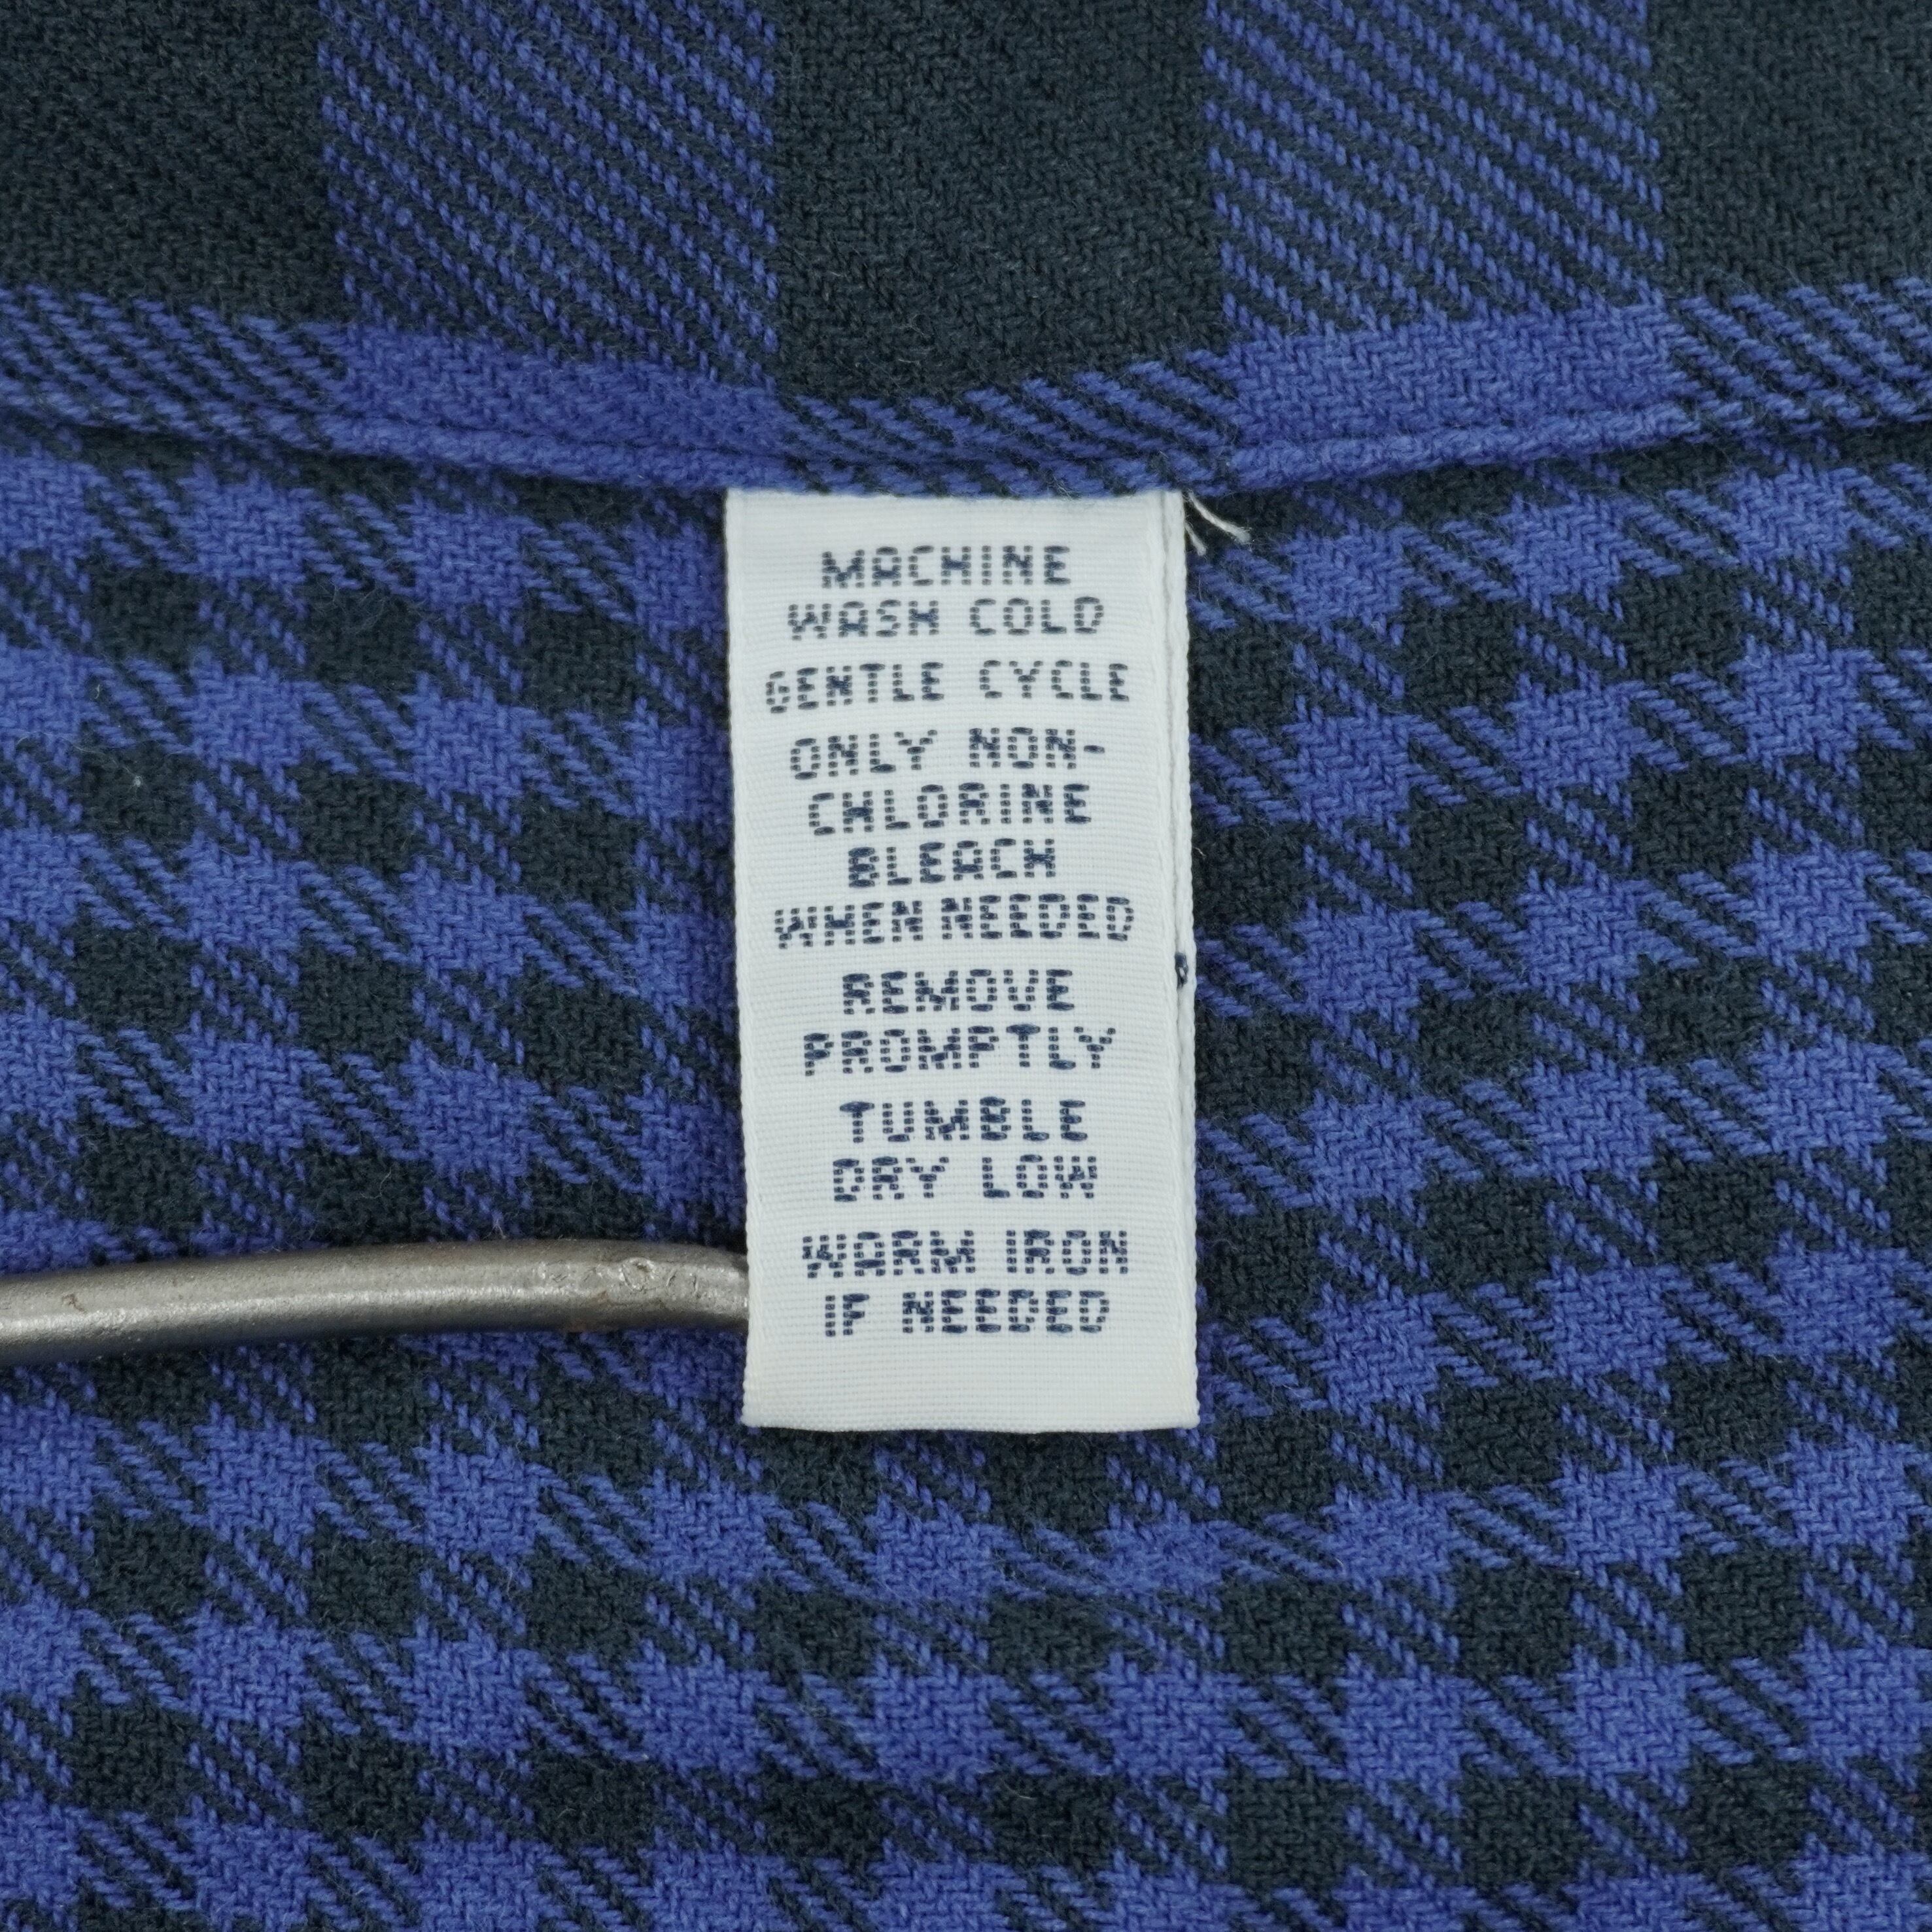 MACHINE
WASH COLD
GENTLE CYCLE
ONLY NON-
CHLORINE
BLEACH
WHEN NEEDED
REMOVE
PROMPTLY
TUMBLE
DRY LOW
WARM IRON
IF NEEDED